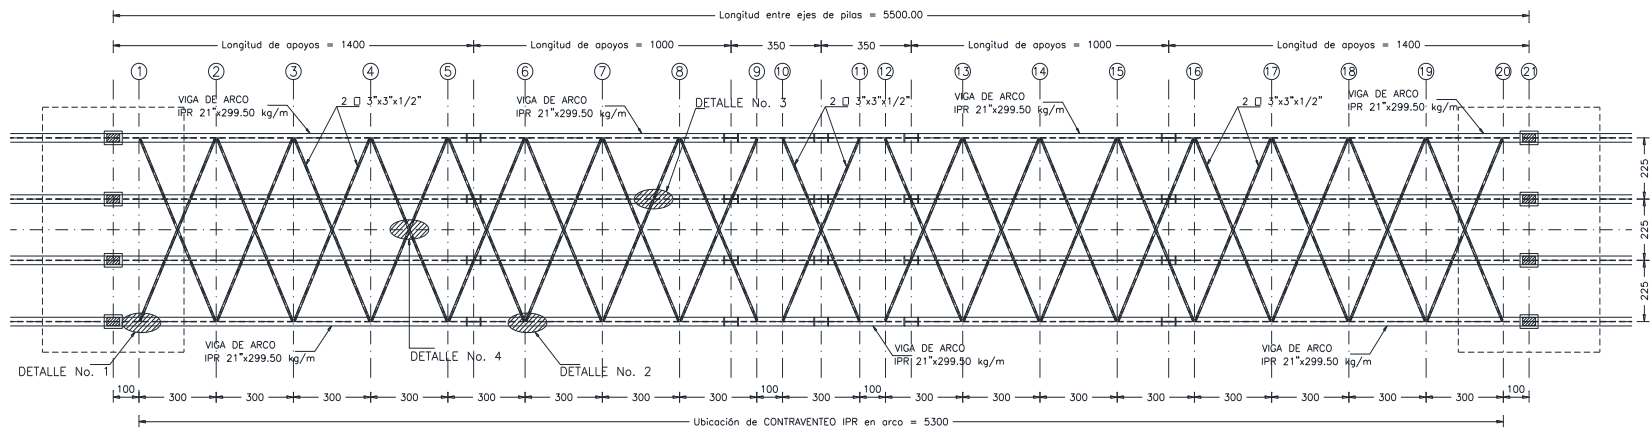 Longitud entre ejes de pilas = 5500.00
Longitud de apoyos = 1400
Longitud de apoyos = 1000
350
350
Longitud de apoyos = 1000
Longitud de apoyos = 1400
1 2 3 4 5 6 7 8 9 10 11 12 13 14 15 16 17 18 19 20 21
VIGA DE ARCO
IPR 21"x299.50 kg/m
2 □ 3"x3"x1/2"
VIGA DE ARCO
IPR 21"x299.50 kg/m
DETALLE No. 3
2 □ 3"x3"x1/2"
VIGA DE ARCO
IPR 21"x299.50 kg/m
2 □ 3"x3"x1/2"
VIGA DE ARCO
IPR 21"x299.50 kg/m
225
225
225
VIGA DE ARCO
IPR 21"x299.50 kg/m
DETALLE No. 1
DETALLE No. 4
DETALLE No. 2
VIGA DE ARCO
IPR 21"x299.50 kg/m
VIGA DE ARCO
IPR 21"x299.50 kg/m
100 300 300 300 300 300 300 300 300 100 300 100 300 300 300 300 300 300 300 300 100
Ubicación de CONTRAVENTEO IPR en arco = 5300